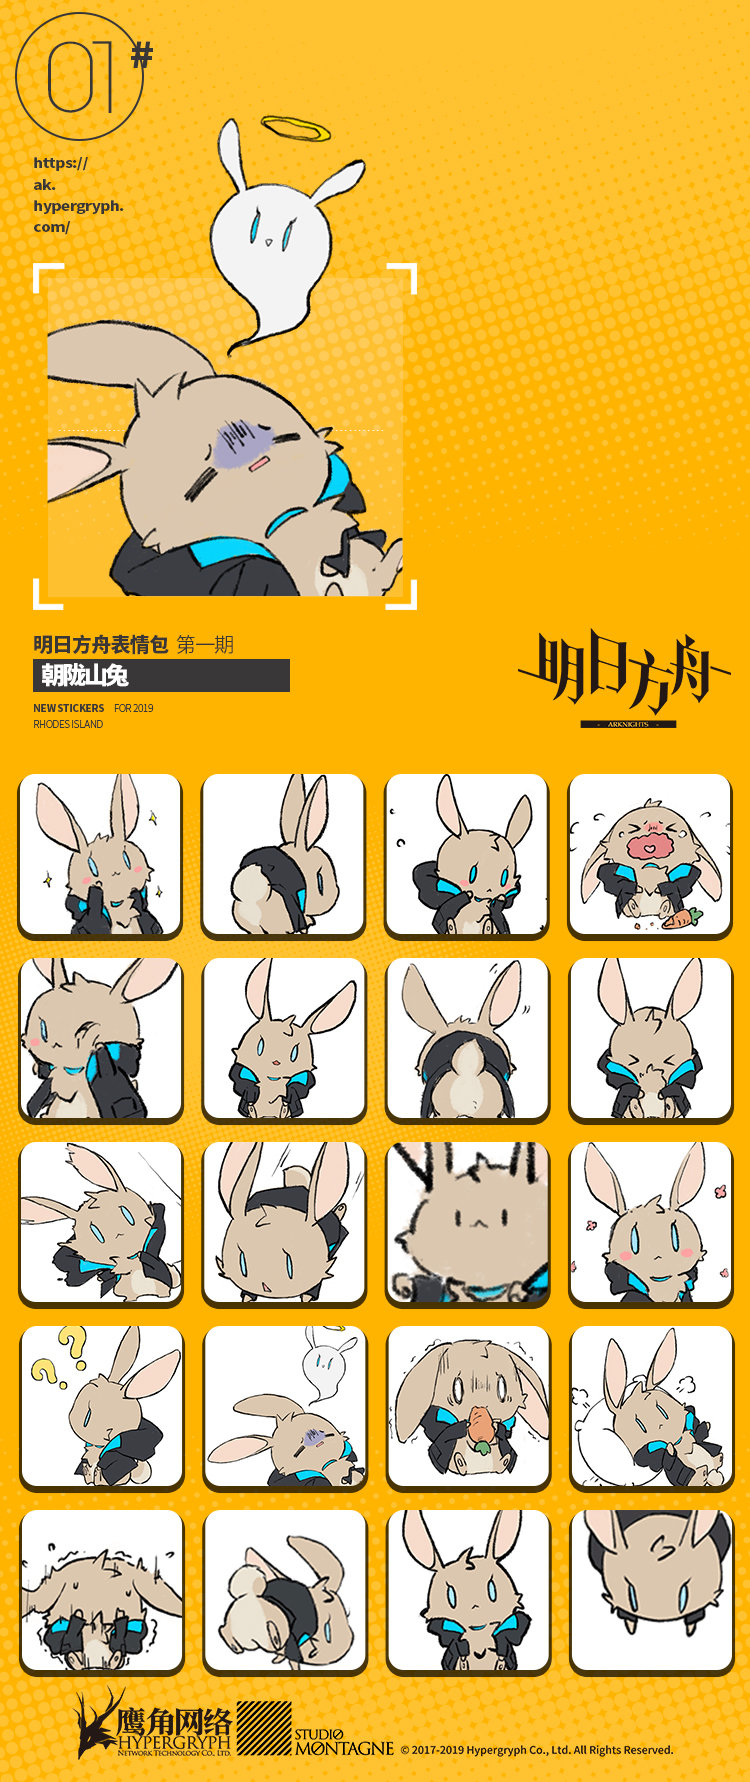 01#
https://
ak.
hypergryph.
com/
明日方舟表情包 第一期
朝陇山兔
NEW STICKERS FOR 2019
RHODES ISLAND
明日方舟
ARKNIGHTS
??
鹰角网络
HYPERGRYPH
NETWORK TECHNOLOGY CO., LTD.
STUDIO
MØNTAGNE
© 2017-2019 Hypergryph Co., Ltd. All Rights Reserved.